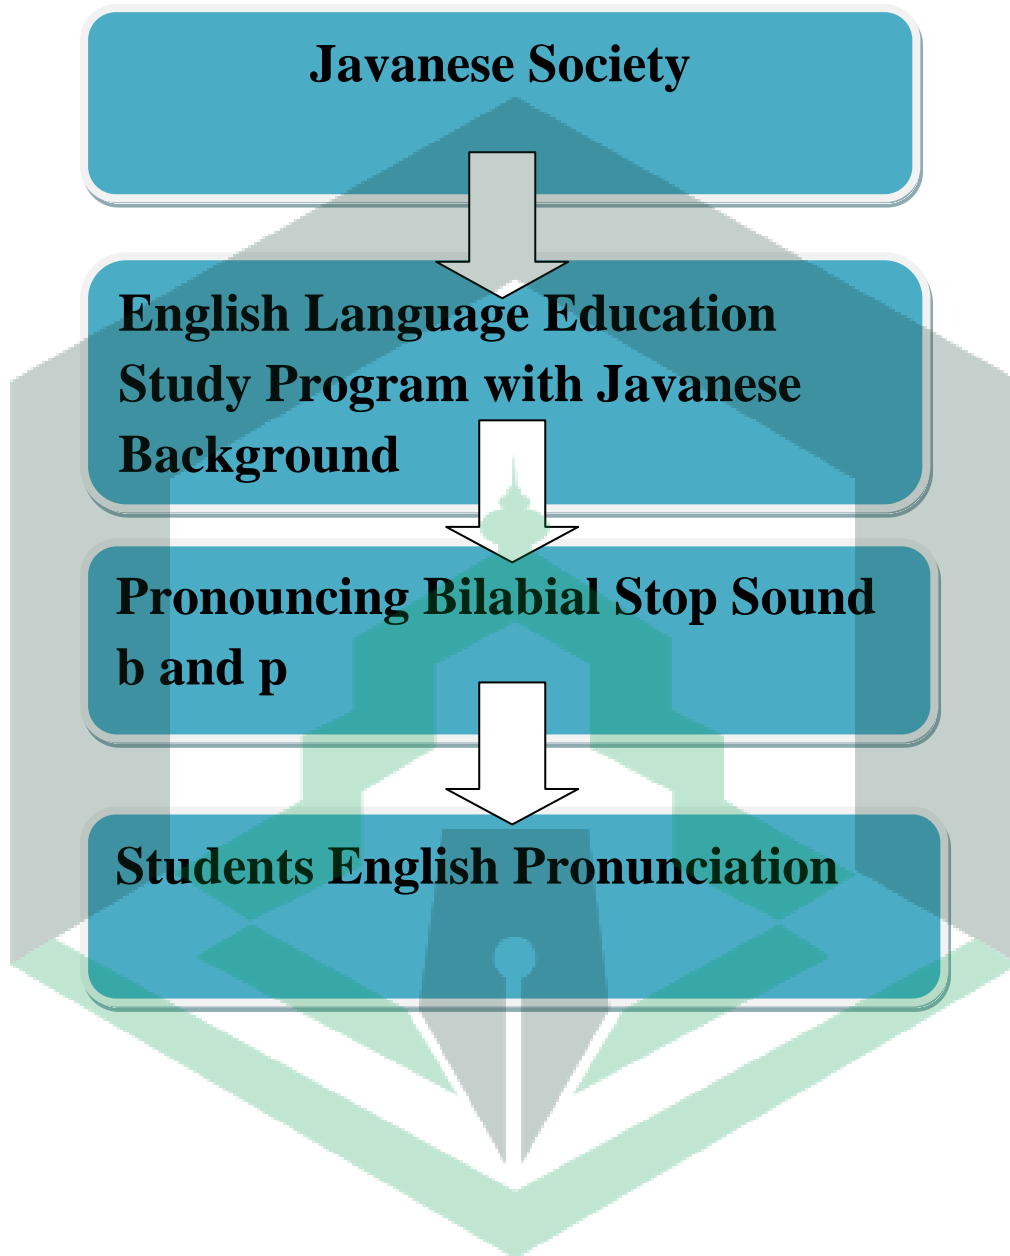 Javanese Society
English Language Education
Study Program with Javanese
Background
Pronouncing Bilabial Stop Sound
b and p
Students English Pronunciation